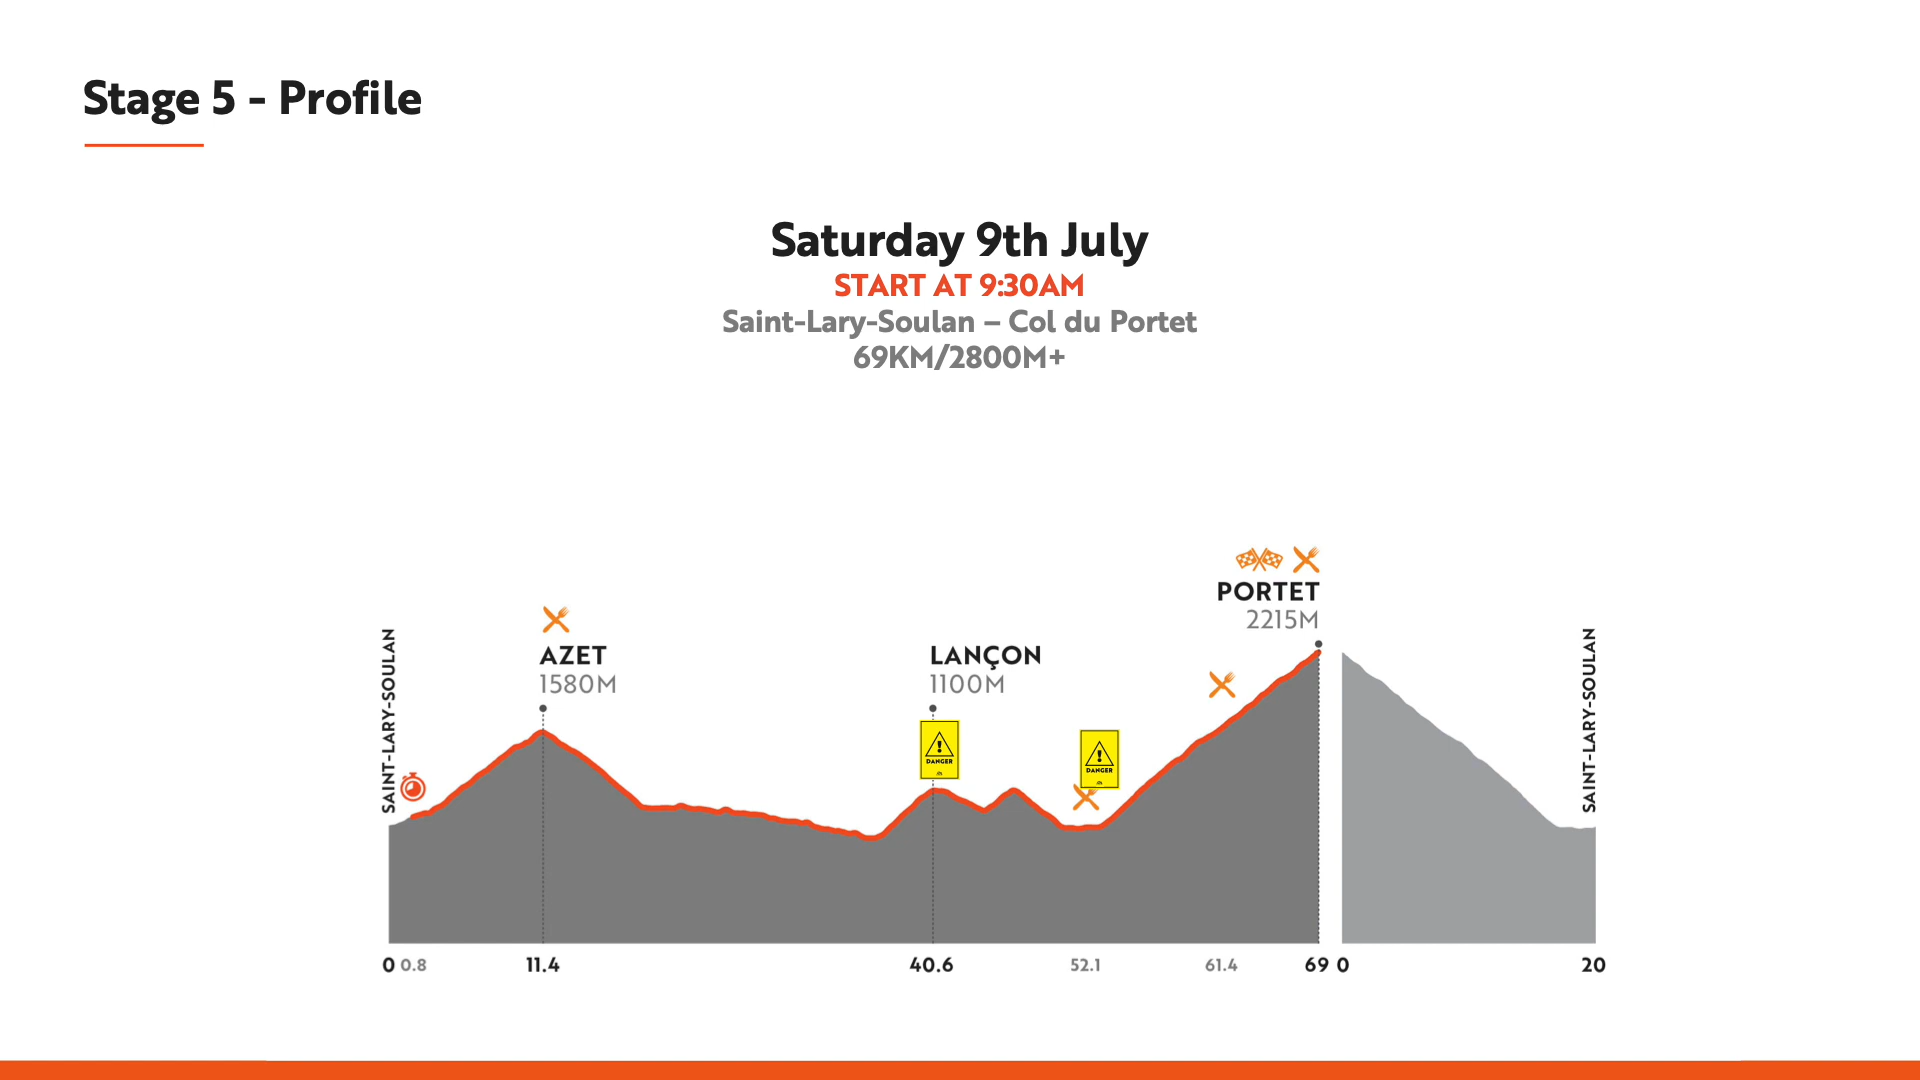 Stage 5 - Profile
Saturday 9th July
START AT 9:30AM
Saint-Lary-Soulan – Col du Portet
69KM/2800M+
PORTET
2215M
AZET
1580M
LANÇON
1100M
SAINT-LARY-SOULAN
SAINT-LARY-SOULAN
DANGER
DANGER
0 0.8 11.4 40.6 52.1 61.4 69 0 20